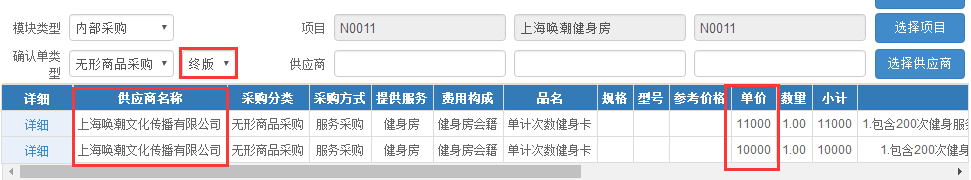 模块类型 内部采购 项目 N0011 上海唤潮健身房 N0011 选择项目
确认单类型 无形商品采购 终版 供应商 选择供应商
详细 供应商名称 采购分类 采购方式 提供服务 费用构成 品名 规格 型号 参考价格 单价 数量 小计
详细 上海唤潮文化传播有限公司 无形商品采购 服务采购 健身房 健身房会籍 单计次数健身卡 11000 1.00 11000 1.包含200次健身服
详细 上海唤潮文化传播有限公司 无形商品采购 服务采购 健身房 健身房会籍 单计次数健身卡 10000 1.00 10000 1.包含200次健